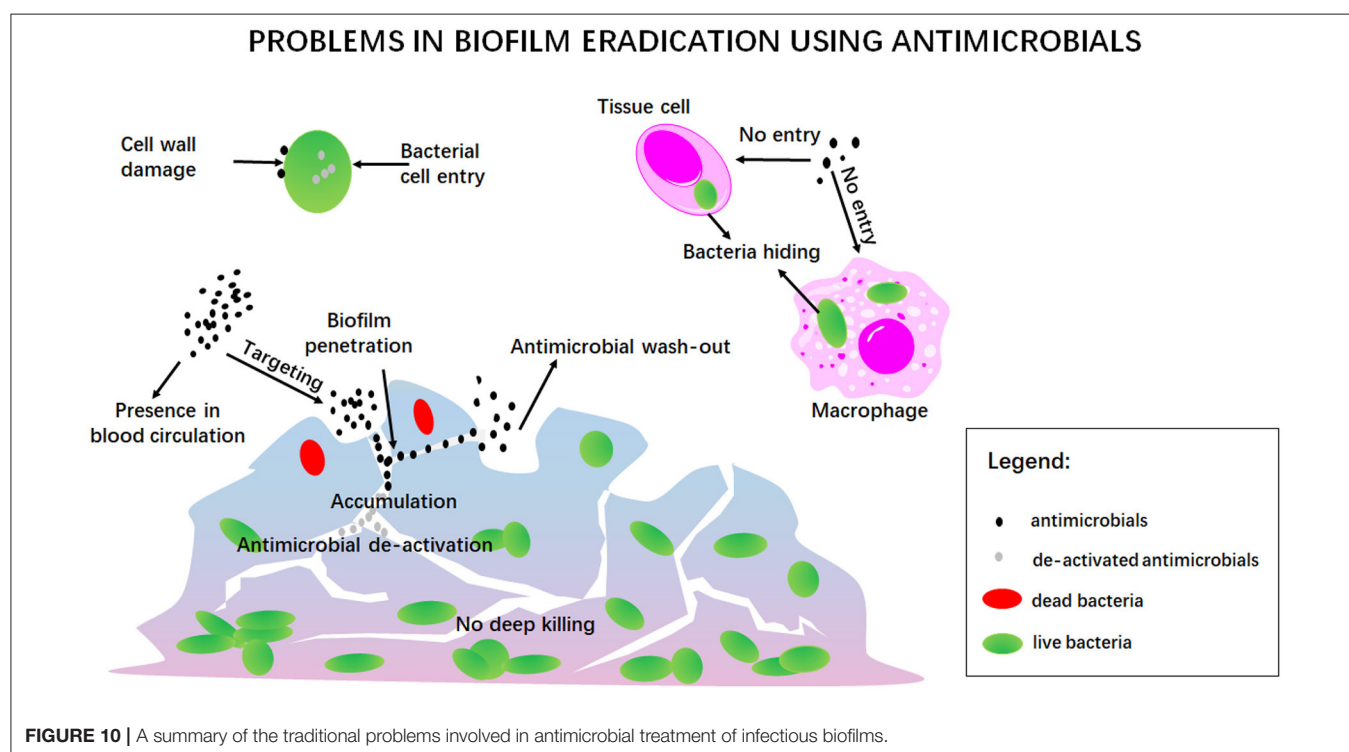 PROBLEMS IN BIOFILM ERADICATION USING ANTIMICROBIALS
Cell wall
damage
Bacterial
cell entry
Tissue cell
No entry
No entry
Bacteria hiding
Macrophage
Targeting
Presence in
blood circulation
Biofilm
penetration
Antimicrobial wash-out
Accumulation
Antimicrobial de-activation
No deep killing
Legend:
antimicrobials
de-activated antimicrobials
dead bacteria
live bacteria
FIGURE 10 | A summary of the traditional problems involved in antimicrobial treatment of infectious biofilms.